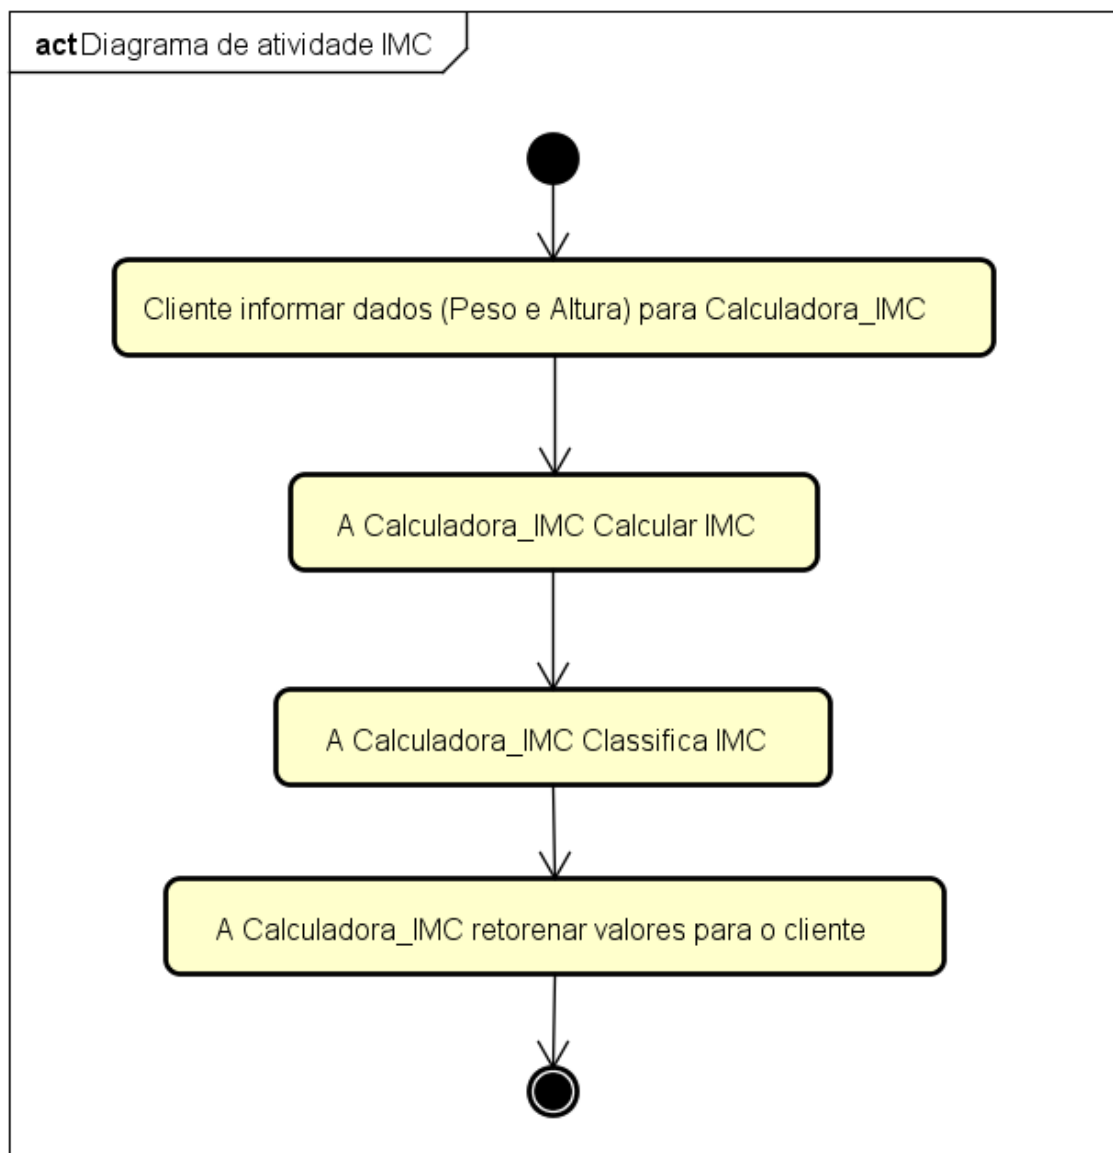 act Diagrama de atividade IMC
Cliente informar dados (Peso e Altura) para Calculadora_IMC
A Calculadora_IMC Calcular IMC
A Calculadora_IMC Classifica IMC
A Calculadora_IMC retorenar valores para o cliente